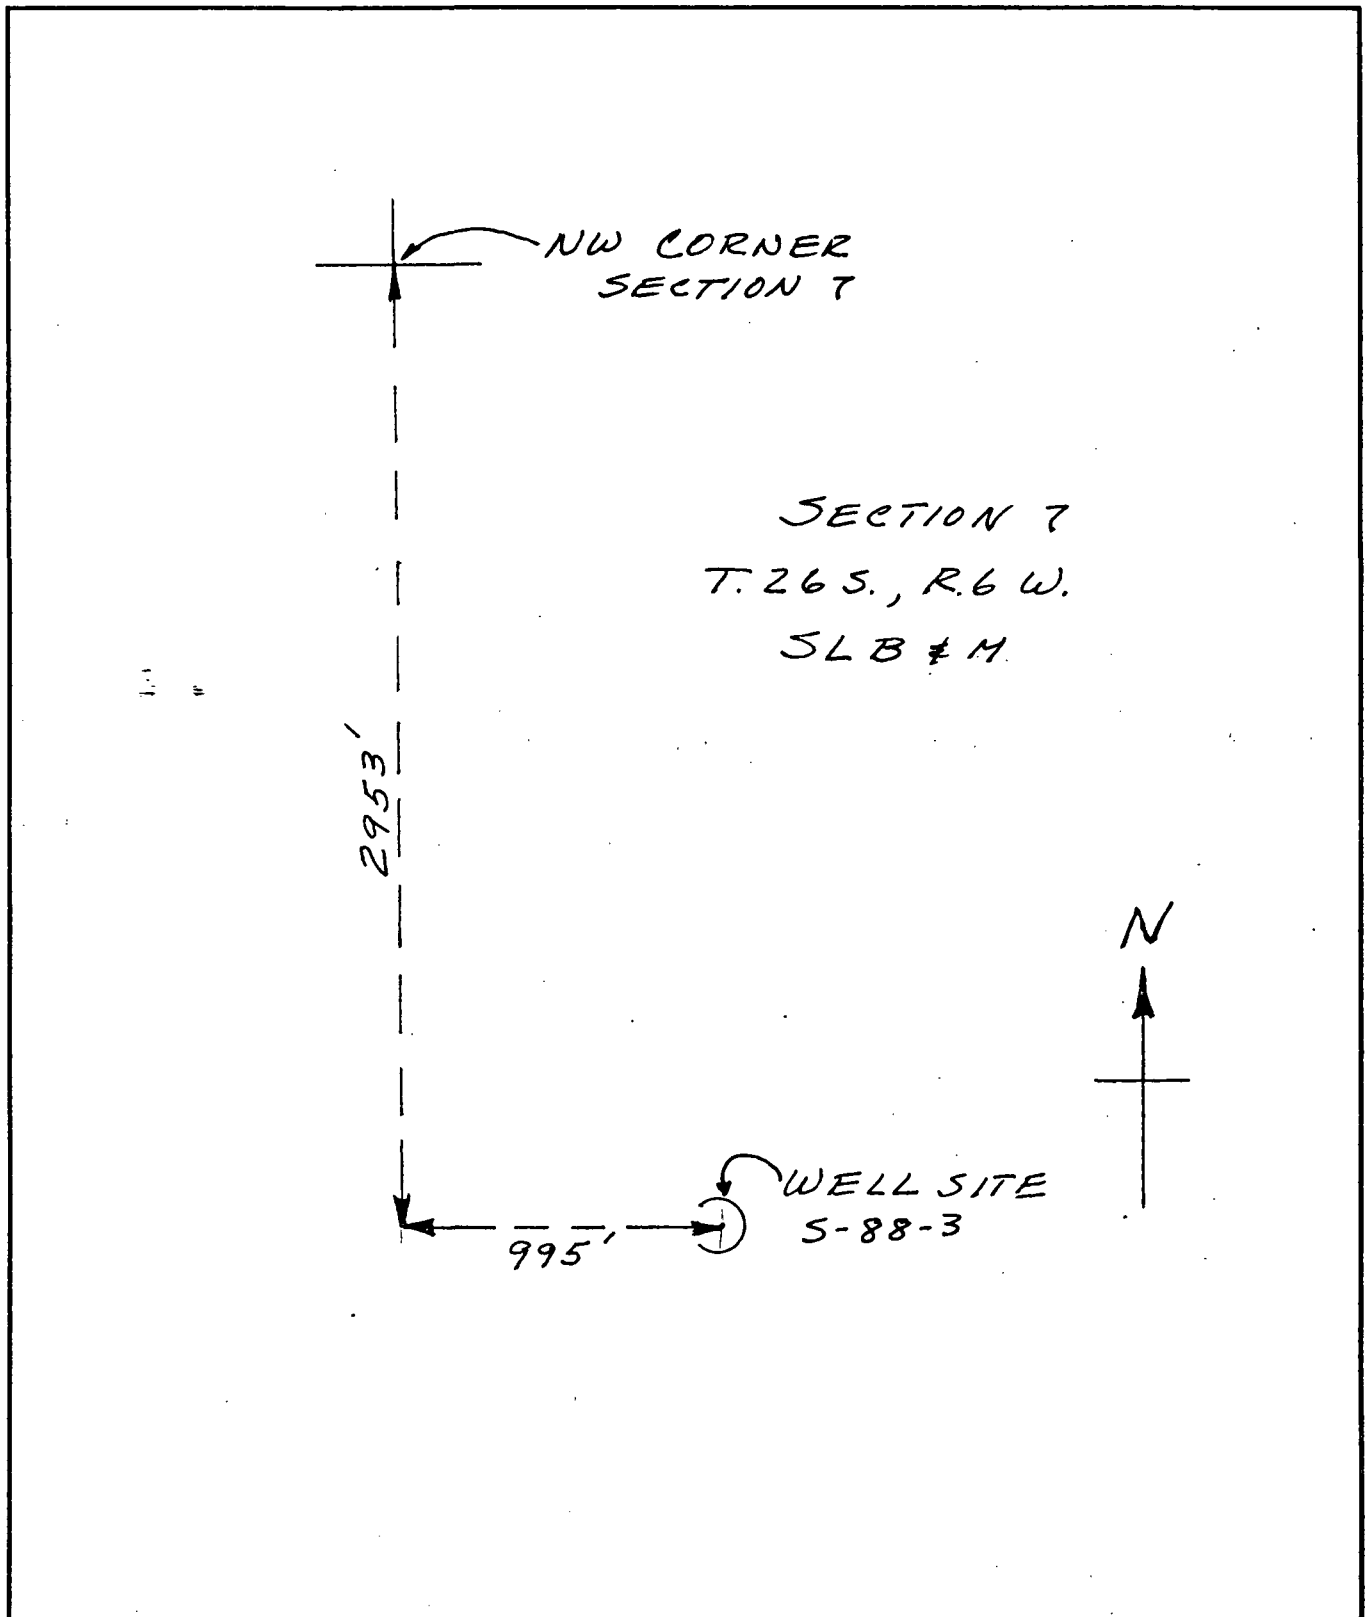 NW CORNER
SECTION 7
SECTION 7
T. 26 S., R. 6 W.
SLB & M
2953'
N
WELL SITE
S-88-3
995'